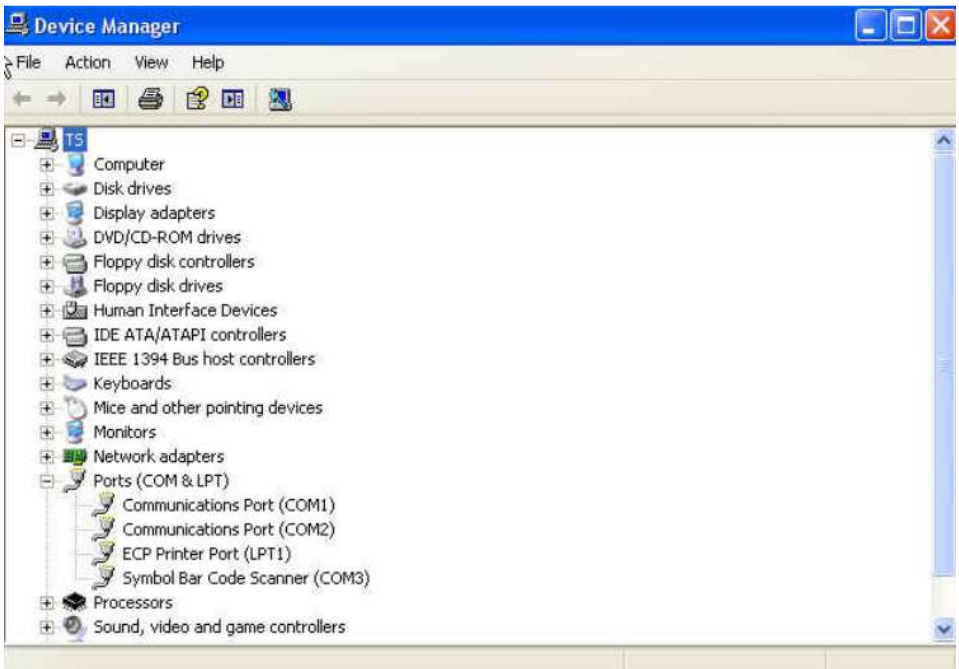 Device Manager
File Action View Help
TS
Computer
Disk drives
Display adapters
DVD/CD-ROM drives
Floppy disk controllers
Floppy disk drives
Human Interface Devices
IDE ATA/ATAPI controllers
IEEE 1394 Bus host controllers
Keyboards
Mice and other pointing devices
Monitors
Network adapters
Ports (COM & LPT)
Communications Port (COM1)
Communications Port (COM2)
ECP Printer Port (LPT1)
Symbol Bar Code Scanner (COM3)
Processors
Sound, video and game controllers